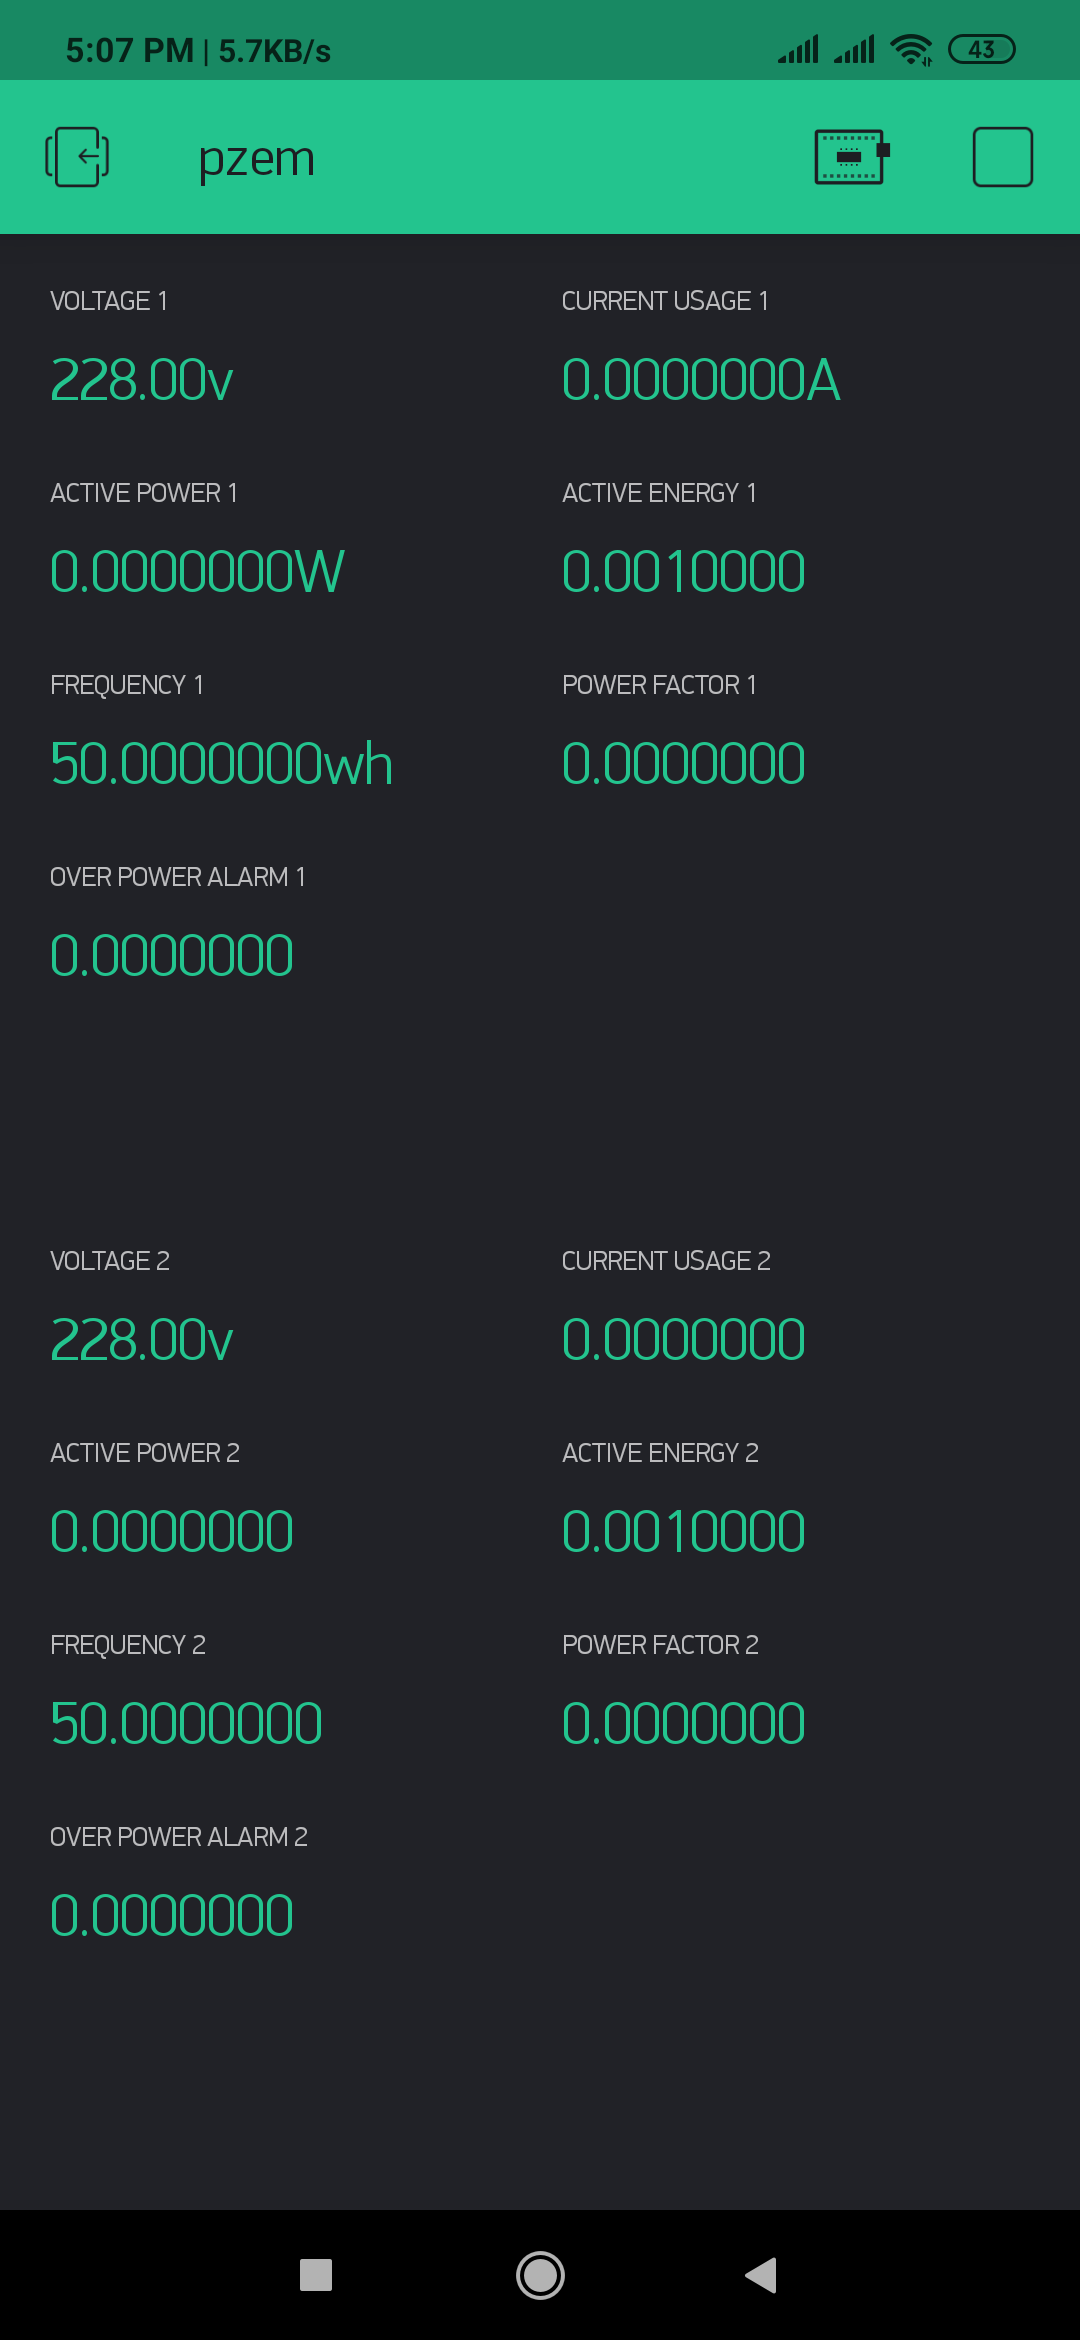 5:07 PM | 5.7KB/s 43
pzem
VOLTAGE 1 CURRENT USAGE 1
228.00v 0.0000000A
ACTIVE POWER 1 ACTIVE ENERGY 1
0.0000000W 0.0010000
FREQUENCY 1 POWER FACTOR 1
50.0000000wh 0.0000000
OVER POWER ALARM 1
0.0000000
VOLTAGE 2 CURRENT USAGE 2
228.00v 0.0000000
ACTIVE POWER 2 ACTIVE ENERGY 2
0.0000000 0.0010000
FREQUENCY 2 POWER FACTOR 2
50.0000000 0.0000000
OVER POWER ALARM 2
0.0000000